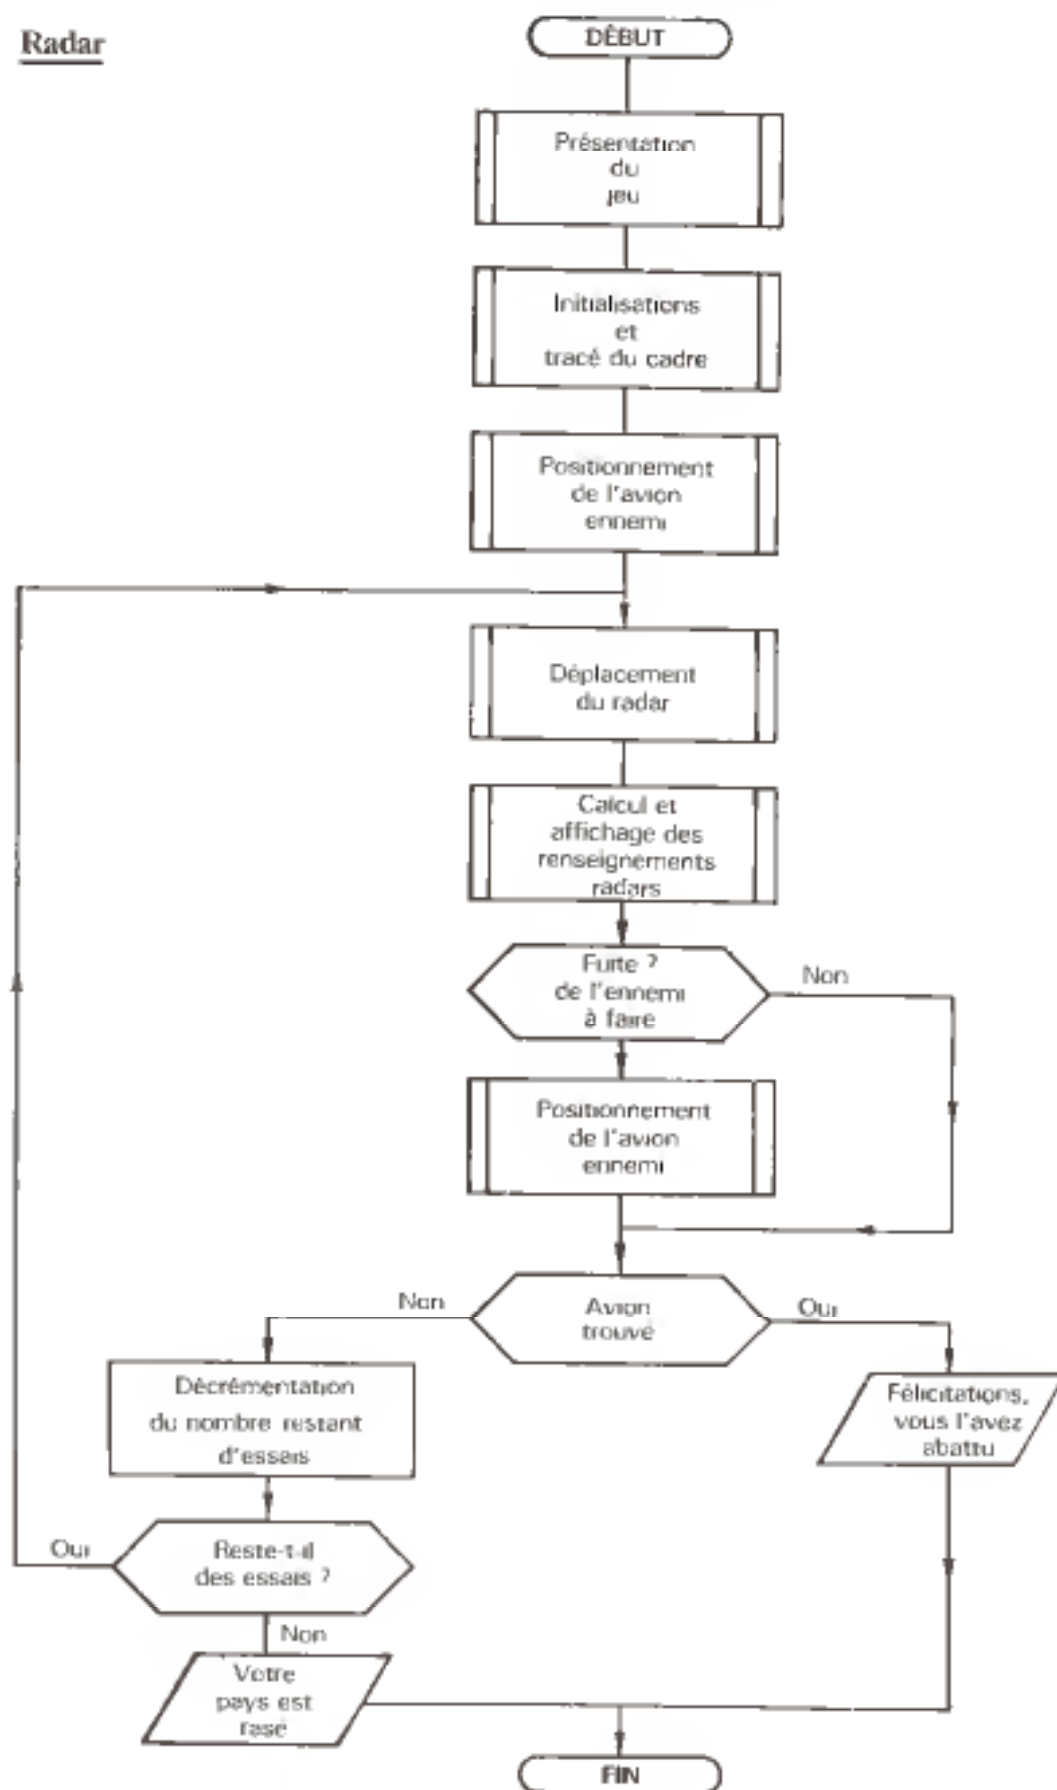 Radar
DÉBUT
Présentation
du
jeu
Initialisations
et
tracé du cadre
Positionnement
de l'avion
ennemi
Déplacement
du radar
Calcul et
affichage des
renseignements
radars
Fuite ?
de l'ennemi
à faire
Non
Positionnement
de l'avion
ennemi
Avion
trouvé
Non
Oui
Décrémentation
du nombre restant
d'essais
Félicitations,
vous l'avez
abattu
Reste-t-il
des essais ?
Oui
Non
Votre
pays est
rasé
FIN